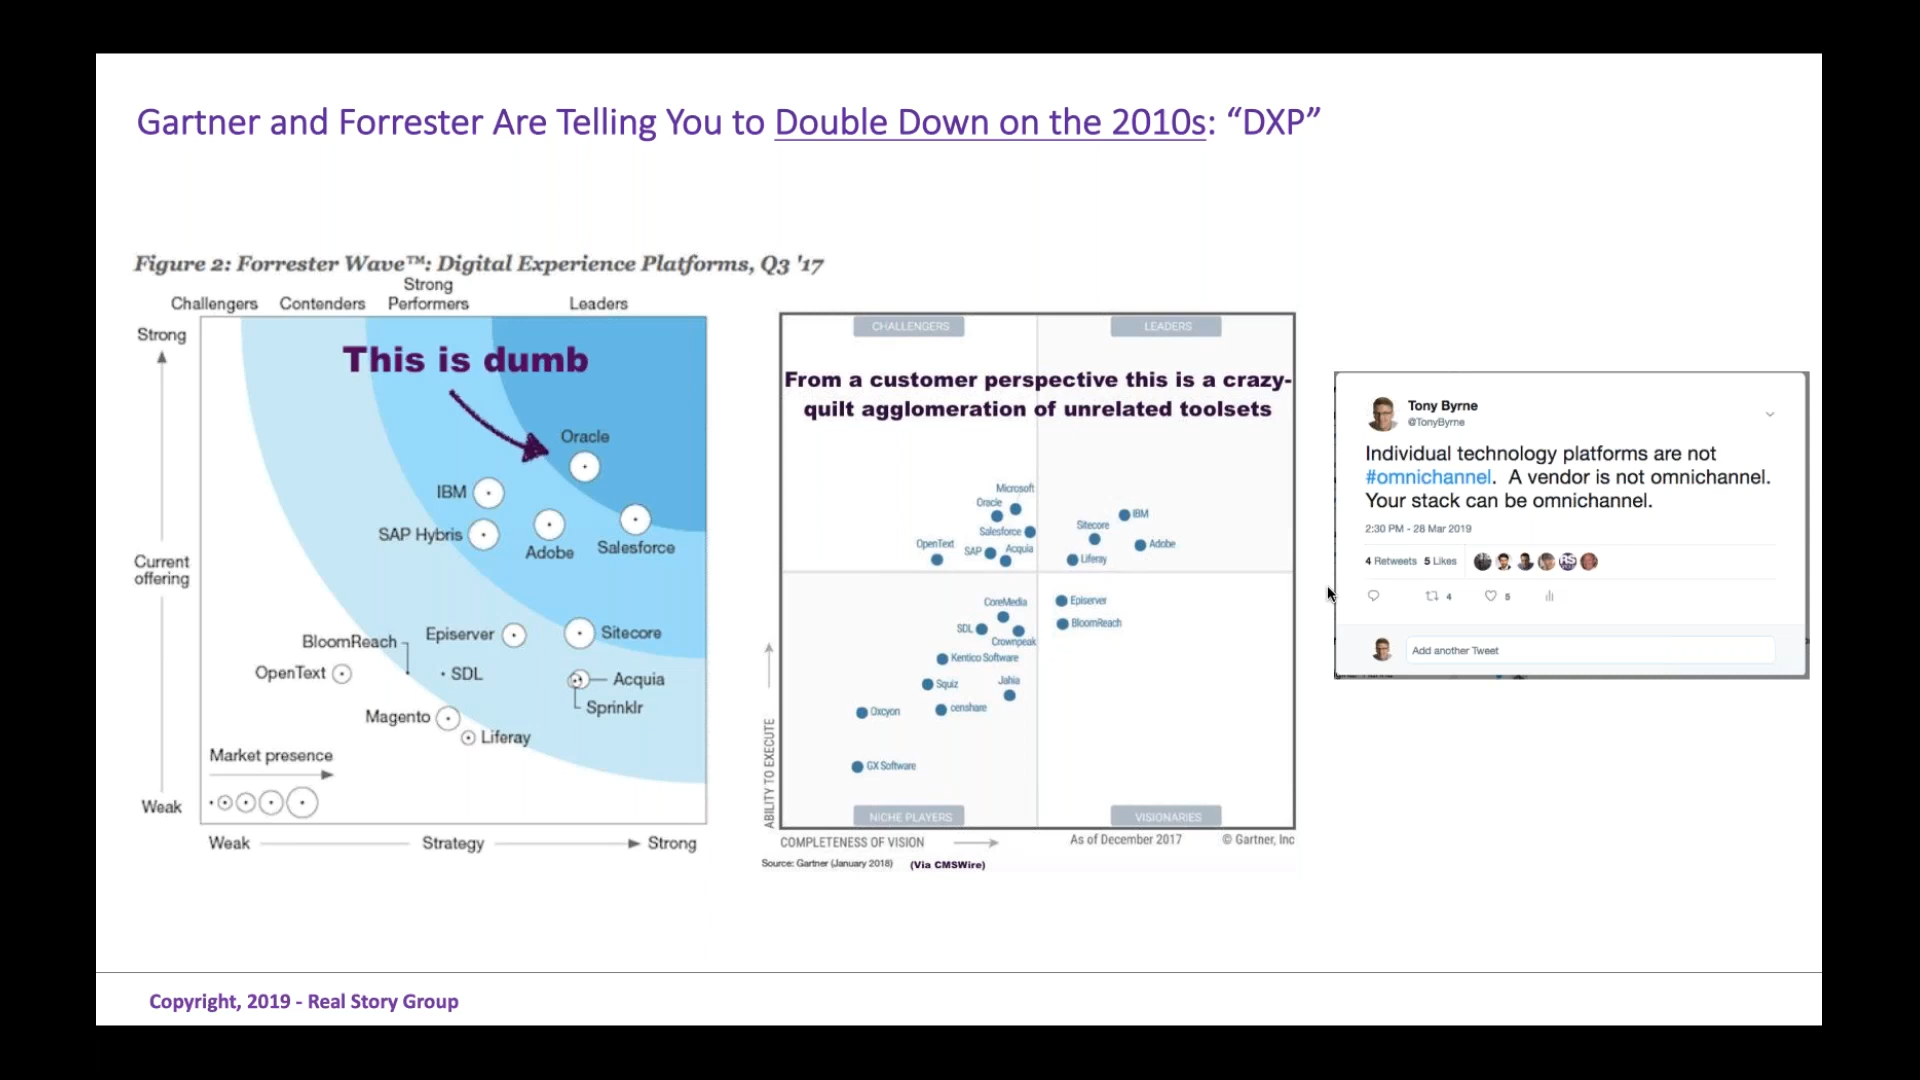 Gartner and Forrester Are Telling You to Double Down on the 2010s: “DXP”
Figure 2: Forrester Wave™: Digital Experience Platforms, Q3 '17
Challengers
Contenders
Strong
Performers
Leaders
Strong
Current
offering
Weak
This is dumb
Oracle
IBM
SAP Hybris
Adobe
Salesforce
BloomReach
Episerver
Sitecore
OpenText
SDL
Acquia
Sprinklr
Magento
Liferay
Market presence
Weak
Strategy
Strong
CHALLENGERS
LEADERS
From a customer perspective this is a crazy-
quilt agglomeration of unrelated toolsets
Microsoft
Oracle
IBM
Sitecore
Salesforce
OpenText
SAP
Acquia
Adobe
Liferay
CoreMedia
Episerver
SDL
BloomReach
Crownpeak
Kentico Software
Squiz
Jahia
Oxcyon
censhare
GX Software
ABILITY TO EXECUTE
NICHE PLAYERS
VISIONARIES
COMPLETENESS OF VISION
As of December 2017
© Gartner, Inc
Source: Gartner (January 2018)
(Via CMSWire)
Tony Byrne
@TonyByrne
Individual technology platforms are not
#omnichannel. A vendor is not omnichannel.
Your stack can be omnichannel.
2:30 PM - 28 Mar 2019
4 Retweets 5 Likes
RS
4
5
Add another Tweet
Copyright, 2019 - Real Story Group